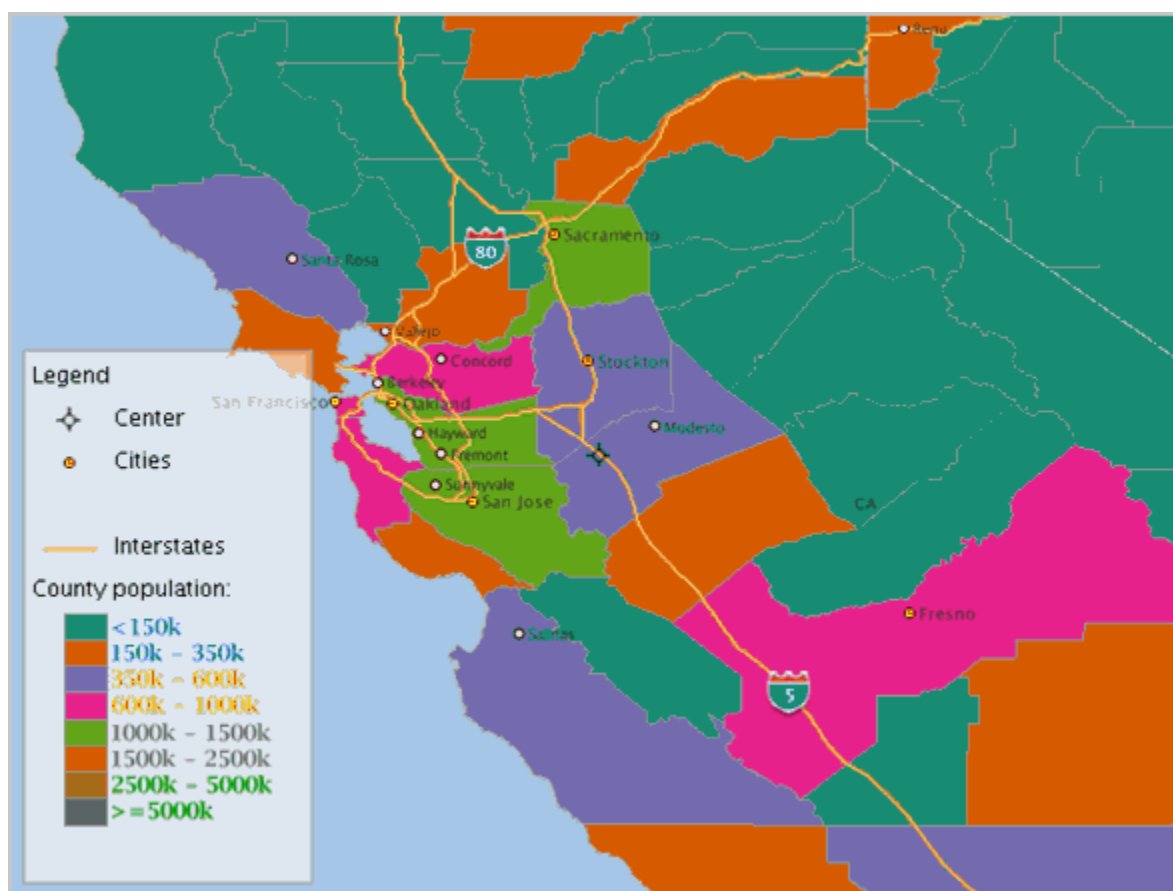 Reno
Sacramento
80
Santa Rosa
Vallejo
Legend
Concord
Stockton
Berkeley
San Francisco
Oakland
Center
Hayward
Modesto
Cities
Fremont
Sunnyvale
San Jose
CA
Interstates
County population:
Fresno
<150k
Salinas
150k - 350k
350k - 600k
600k - 1000k
5
1000k - 1500k
1500k - 2500k
2500k - 5000k
>=5000k